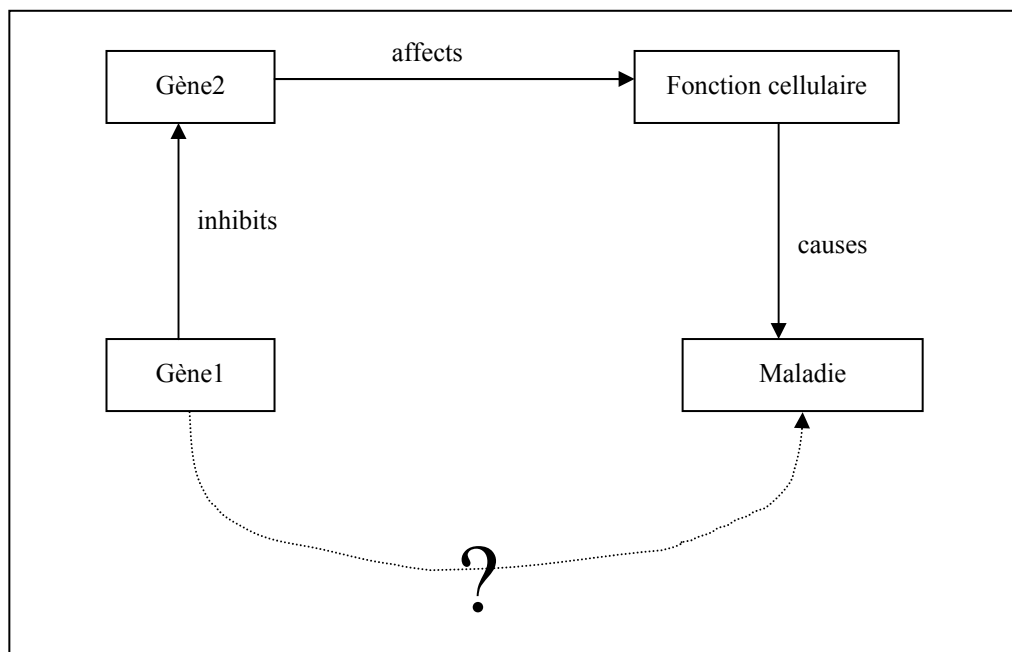 affects
Gène2
Fonction cellulaire
inhibits
causes
Gène1
Maladie
?